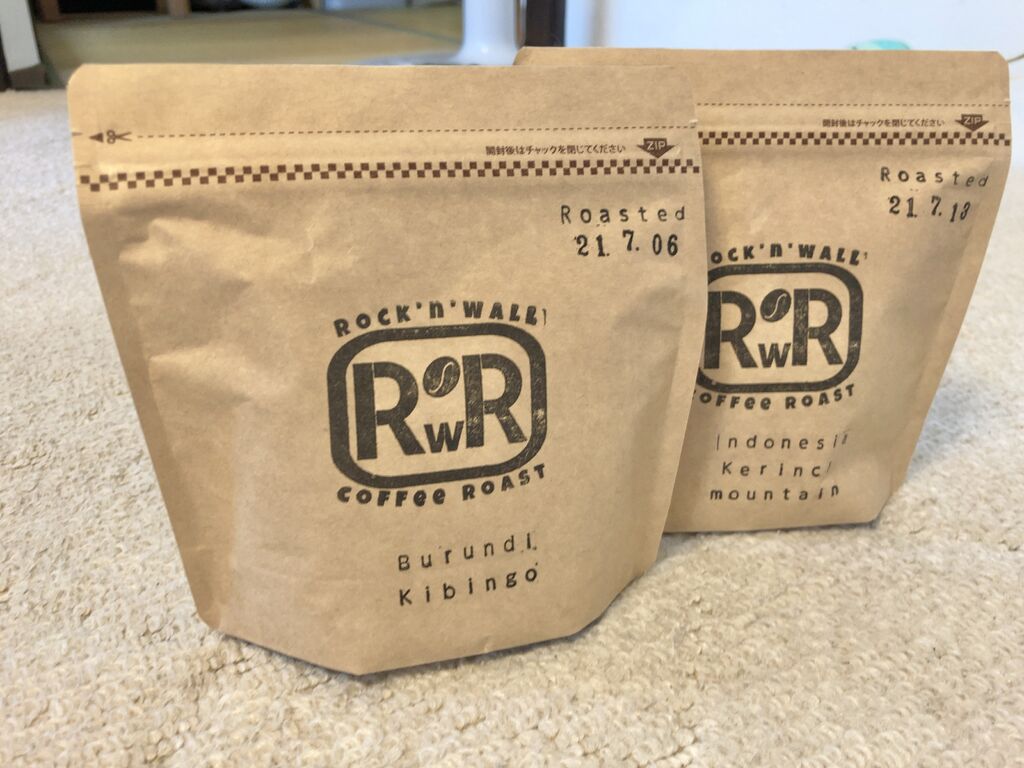 開封後はチャックを閉じてください
ZIP
Roasted
'21. 7. 06
ROCK'n'WALL
RWR
COFFee ROAST
Burundi
Kibingo
開封後はチャックを閉じてください
ZIP
Roasted
'21. 7. 13
OCK'n'WALL
RWR
COFFee ROAST
Indonesia
Kerinci
mountain